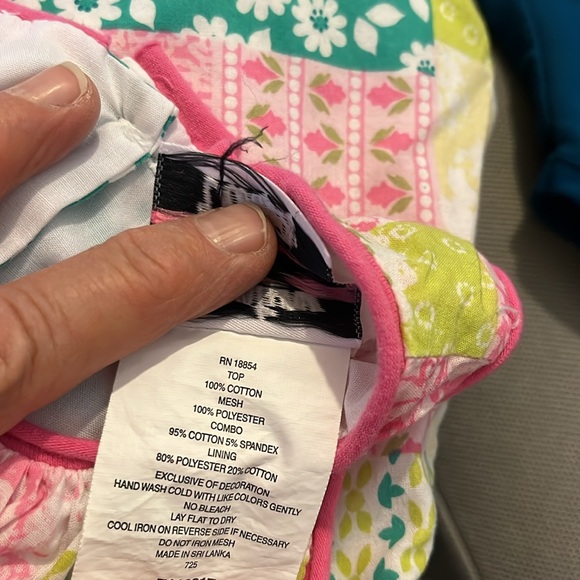 RN 18854
TOP
100% COTTON
MESH
100% POLYESTER
COMBO
95% COTTON 5% SPANDEX
LINING
80% POLYESTER 20% COTTON
EXCLUSIVE OF DECORATION
HAND WASH COLD WITH LIKE COLORS GENTLY
NO BLEACH
LAY FLAT TO DRY
COOL IRON ON REVERSE SIDE IF NECESSARY
DO NOT IRON MESH
MADE IN SRI LANKA
725